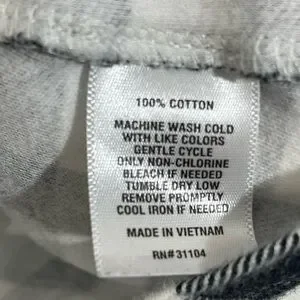 100% COTTON
MACHINE WASH COLD
WITH LIKE COLORS
GENTLE CYCLE
ONLY NON-CHLORINE
BLEACH IF NEEDED
TUMBLE DRY LOW
REMOVE PROMPTLY
COOL IRON IF NEEDED
MADE IN VIETNAM
RN#31104